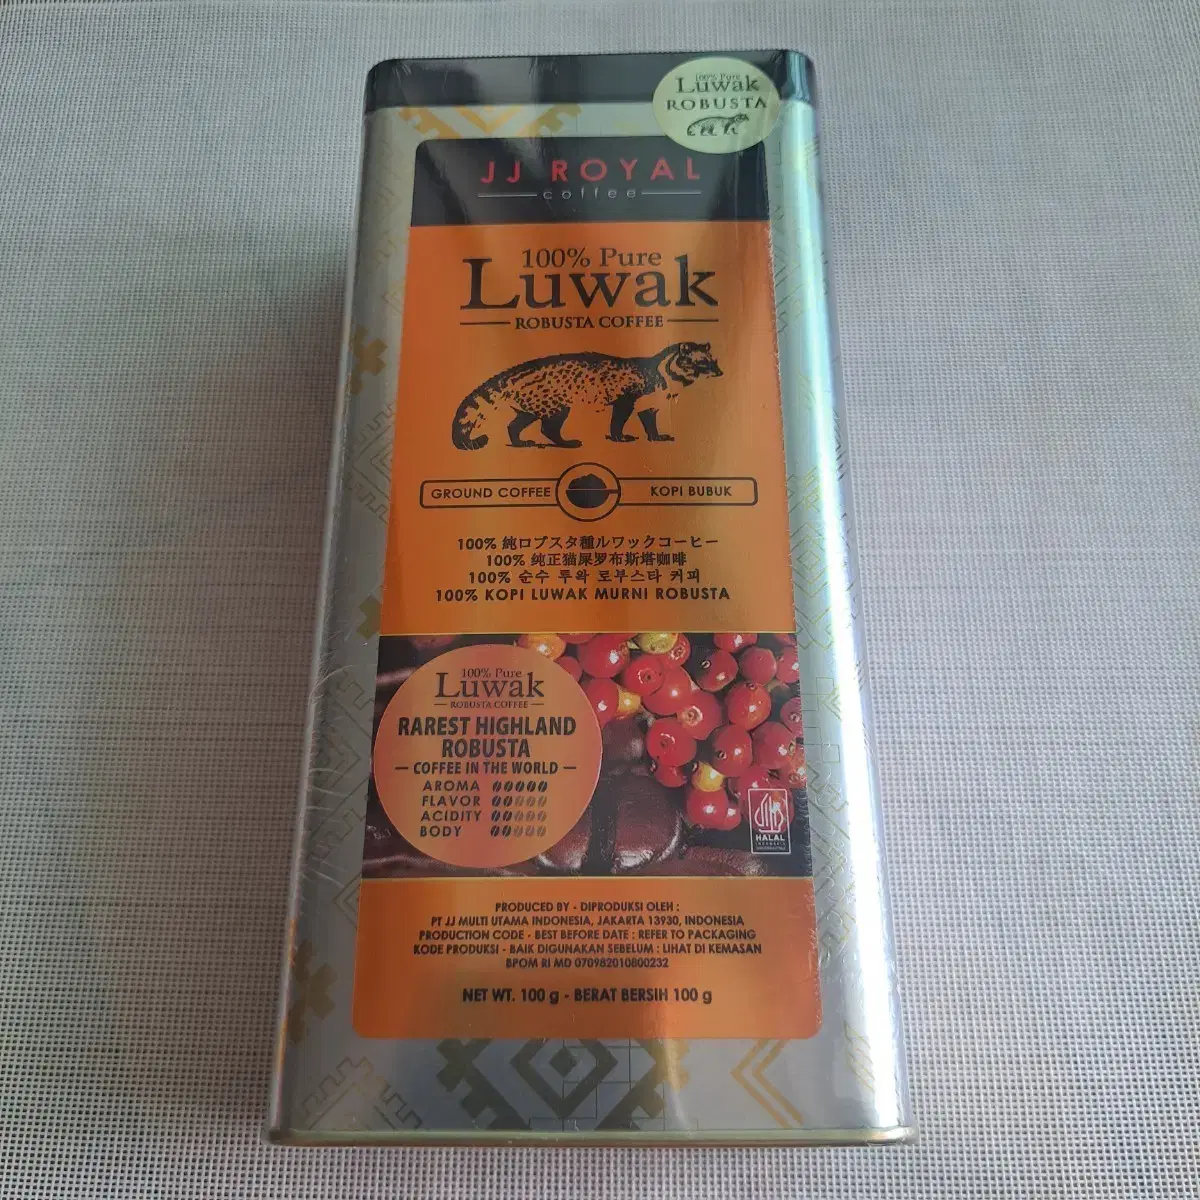 100% Pure
Luwak
ROBUSTA
JJ ROYAL
coffee
100% Pure
Luwak
ROBUSTA COFFEE
GROUND COFFEE
KOPI BUBUK
100% 純ロブスタ種ルワックコーヒー
100% 纯正猫屎罗布斯塔咖啡
100% 순수 루왁 로부스타 커피
100% KOPI LUWAK MURNI ROBUSTA
100% Pure
Luwak
ROBUSTA COFFEE
RAREST HIGHLAND
ROBUSTA
COFFEE IN THE WORLD
AROMA
FLAVOR
ACIDITY
BODY
HALAL
INDONESIA
PRODUCED BY - DIPRODUKSI OLEH :
PT JJ MULTI UTAMA INDONESIA, JAKARTA 13930, INDONESIA
PRODUCTION CODE - BEST BEFORE DATE : REFER TO PACKAGING
KODE PRODUKSI - BAIK DIGUNAKAN SEBELUM : LIHAT DI KEMASAN
BPOM RI MD 070982010800232
NET WT. 100 g - BERAT BERSIH 100 g